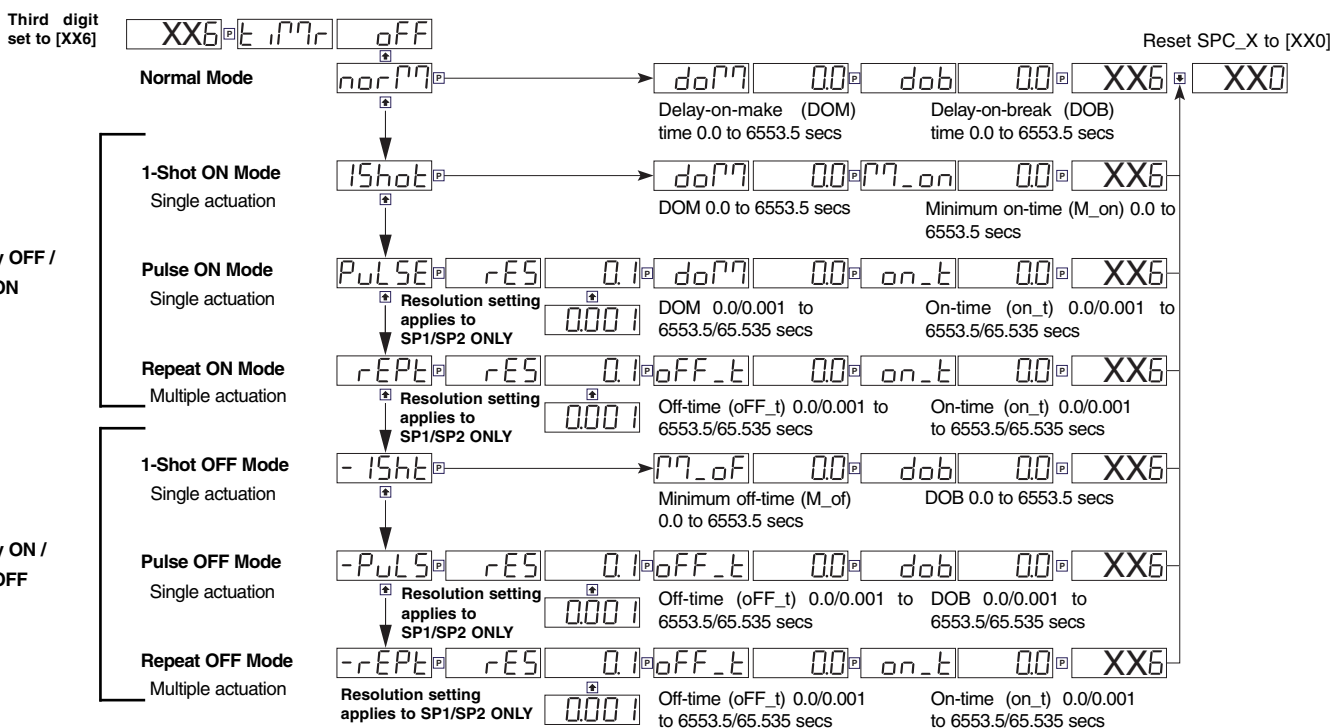 Third digit
set to [XX6]
XX6 P tiMr oFF
Reset SPC_X to [XX0]
Normal Mode
norM P doM 0.0 P dob 0.0 P XX6 XX0
Delay-on-make (DOM)
time 0.0 to 6553.5 secs
Delay-on-break (DOB)
time 0.0 to 6553.5 secs
1-Shot ON Mode
Single actuation
1Shot P doM 0.0 P M_on 0.0 P XX6
DOM 0.0 to 6553.5 secs
Minimum on-time (M_on) 0.0 to
6553.5 secs
OFF /
ON
Pulse ON Mode
Single actuation
PuLSE P rES 0.1 P doM 0.0 P on_t 0.0 P XX6
Resolution setting
applies to
SP1/SP2 ONLY
0.001
DOM 0.0/0.001 to
6553.5/65.535 secs
On-time (on_t) 0.0/0.001 to
6553.5/65.535 secs
Repeat ON Mode
Multiple actuation
rEPt P rES 0.1 P oFF_t 0.0 P on_t 0.0 P XX6
Resolution setting
applies to
SP1/SP2 ONLY
0.001
Off-time (oFF_t) 0.0/0.001 to
6553.5/65.535 secs
On-time (on_t) 0.0/0.001
to 6553.5/65.535 secs
1-Shot OFF Mode
Single actuation
-1Sht P M_oF 0.0 P dob 0.0 P XX6
Minimum off-time (M_of)
0.0 to 6553.5 secs
DOB 0.0 to 6553.5 secs
ON /
OFF
Pulse OFF Mode
Single actuation
-PuLS P rES 0.1 P oFF_t 0.0 P dob 0.0 P XX6
Resolution setting
applies to
SP1/SP2 ONLY
0.001
Off-time (oFF_t) 0.0/0.001 to
6553.5/65.535 secs
DOB 0.0/0.001 to
6553.5/65.535 secs
Repeat OFF Mode
Multiple actuation
-rEPt P rES 0.1 P oFF_t 0.0 P on_t 0.0 P XX6
Resolution setting
applies to SP1/SP2 ONLY
0.001
Off-time (oFF_t) 0.0/0.001
to 6553.5/65.535 secs
On-time (on_t) 0.0/0.001
to 6553.5/65.535 secs